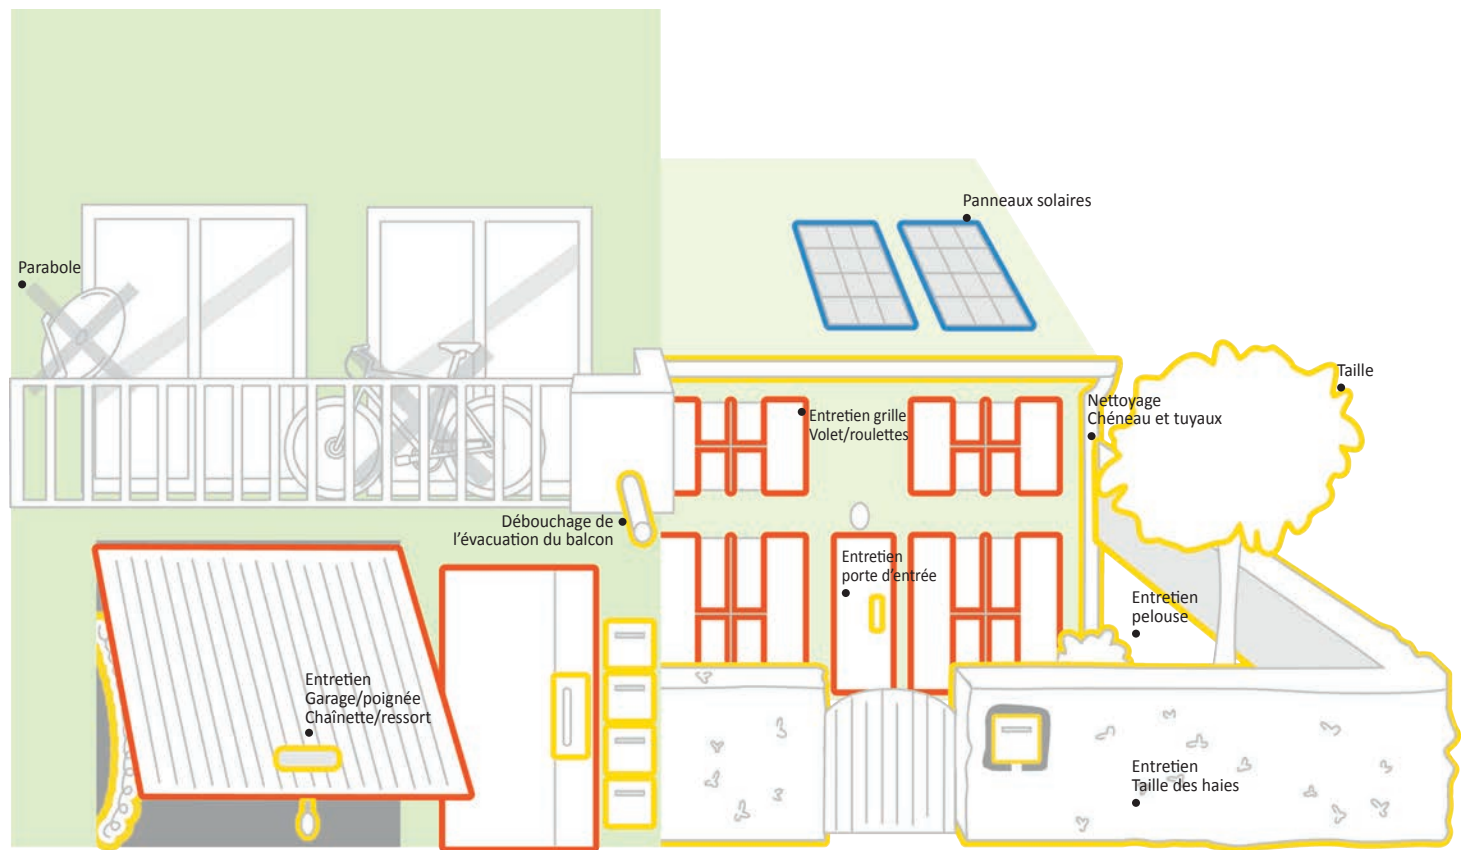 Panneaux solaires
Parabole
Taille
Nettoyage
Chéneau et tuyaux
Entretien grille
Volet/roulettes
Débouchage de
l'évacuation du balcon
Entretien
porte d'entrée
Entretien
pelouse
Entretien
Garage/poignée
Chaînette/ressort
Entretien
Taille des haies